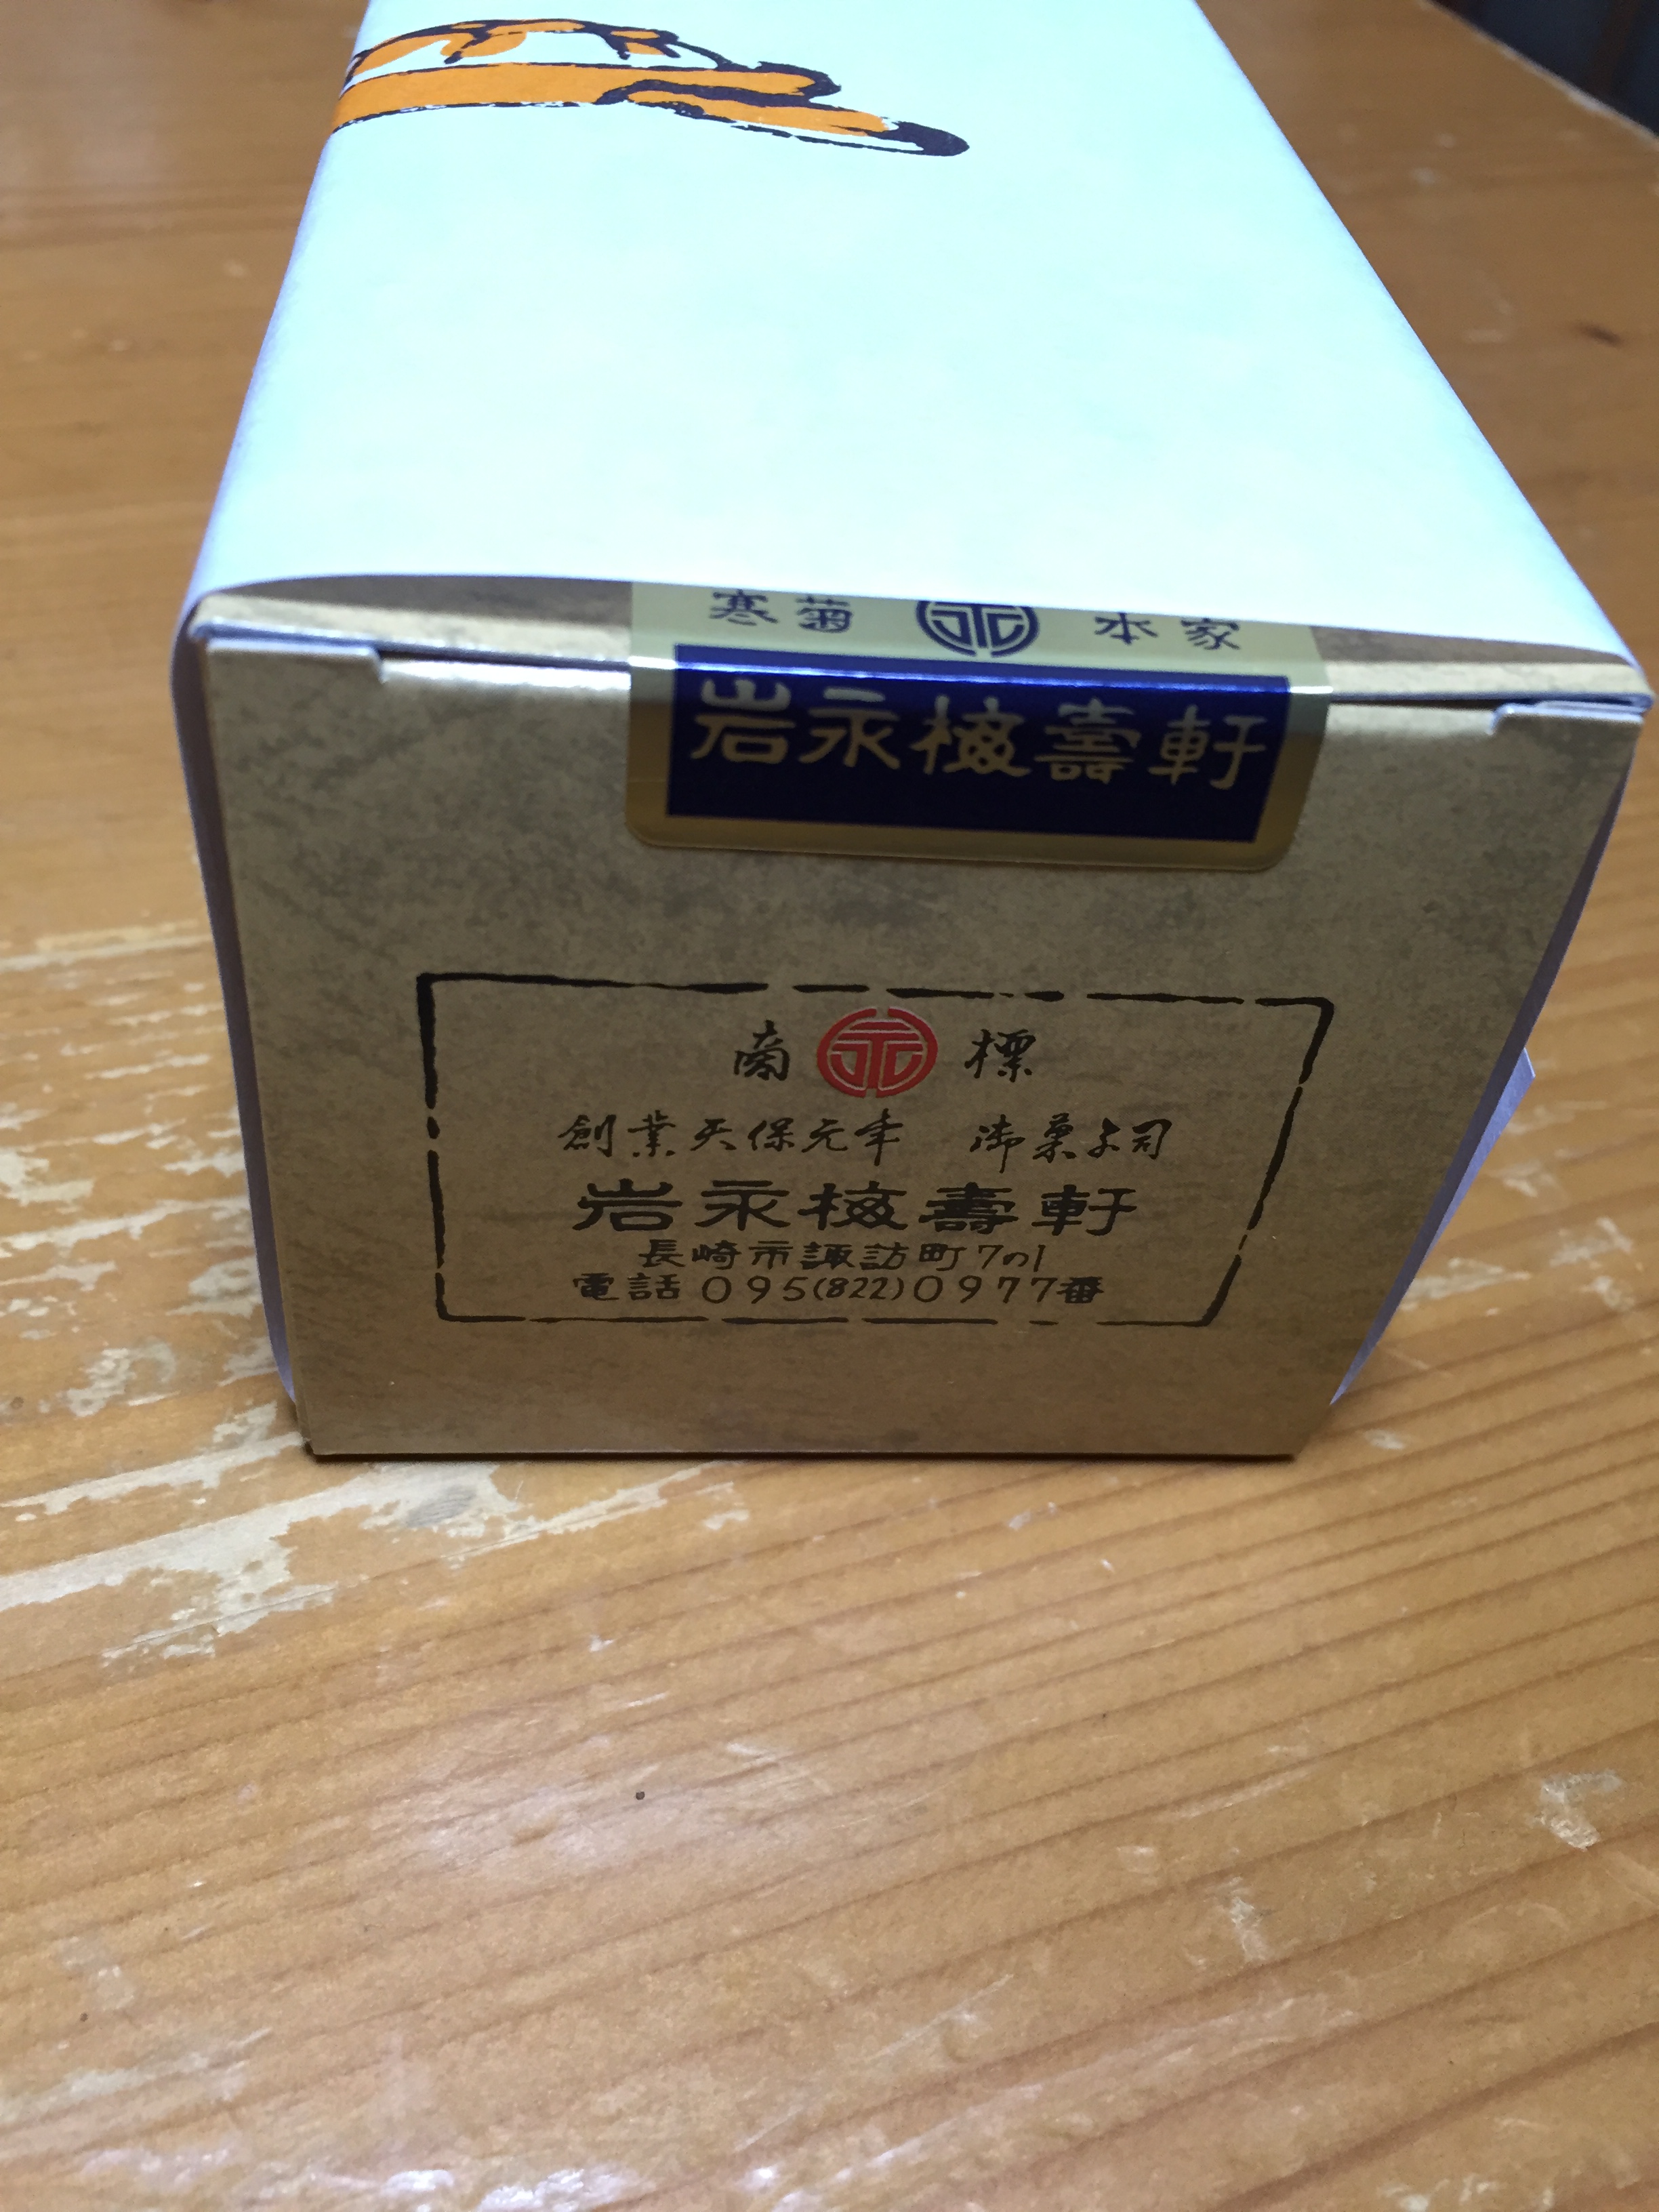 寒菊 本家
岩永梅壽軒
商 標
創業天保元年 御菓子司
岩永梅壽軒
長崎市諏訪町7の1
電話 095(822)0977番